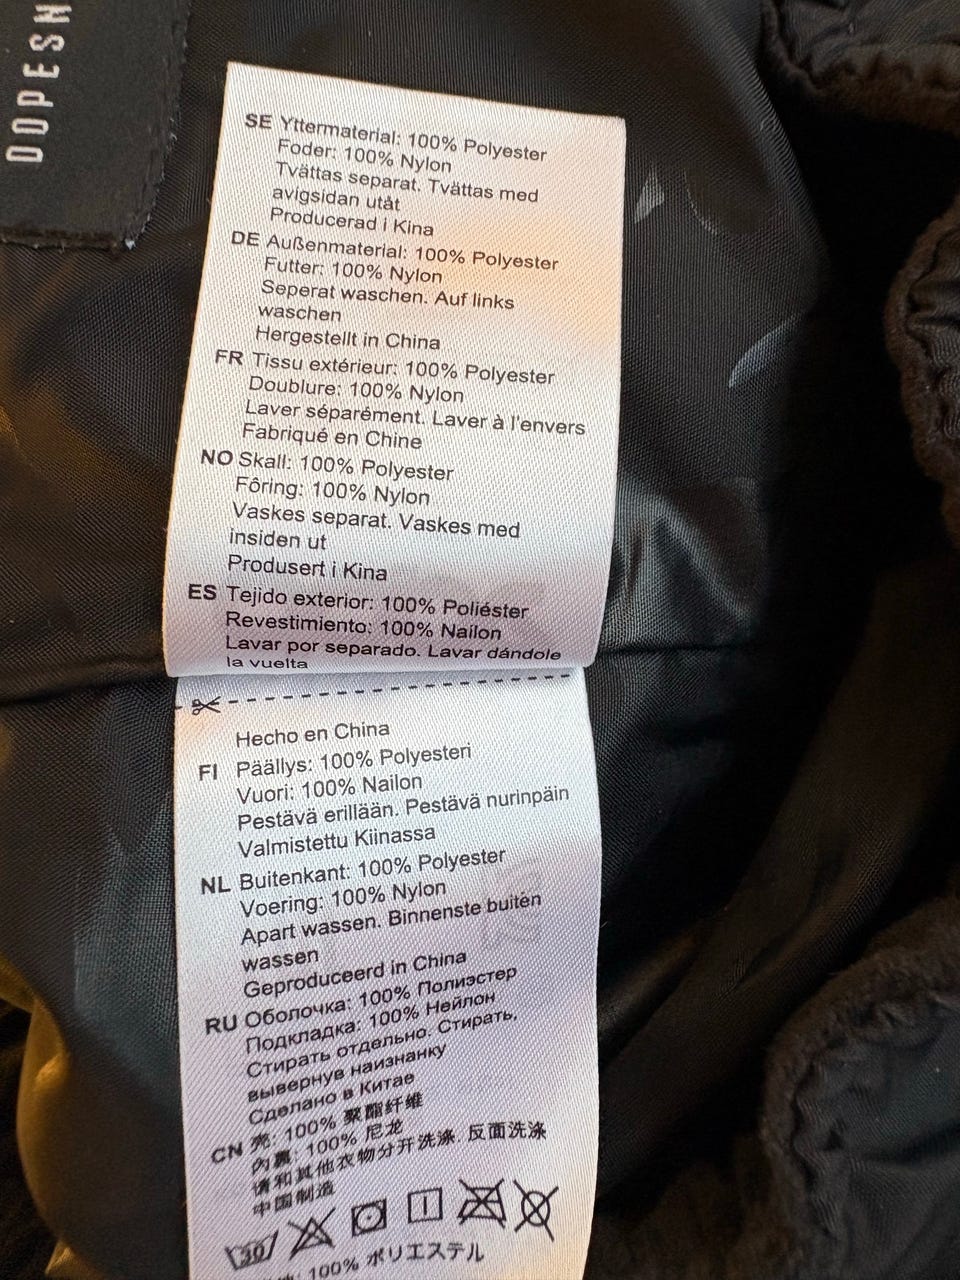 DOPESN
SE Yttermaterial: 100% Polyester
Foder: 100% Nylon
Tvättas separat. Tvättas med
avigsidan utåt
Producerad i Kina
DE Außenmaterial: 100% Polyester
Futter: 100% Nylon
Seperat waschen. Auf links
waschen
Hergestellt in China
FR Tissu extérieur: 100% Polyester
Doublure: 100% Nylon
Laver séparément. Laver à l'envers
Fabriqué en Chine
NO Skall: 100% Polyester
Fôring: 100% Nylon
Vaskes separat. Vaskes med
insiden ut
Produsert i Kina
ES Tejido exterior: 100% Poliéster
Revestimiento: 100% Nailon
Lavar por separado. Lavar dándole
la vuelta
Hecho en China
FI Päällys: 100% Polyesteri
Vuori: 100% Nailon
Pestävä erillään. Pestävä nurinpäin
Valmistettu Kiinassa
NL Buitenkant: 100% Polyester
Voering: 100% Nylon
Apart wassen. Binnenste buitén
wassen
Geproduceerd in China
RU Оболочка: 100% Полиэстер
Подкладка: 100% Нейлон
Стирать отдельно. Стирать,
вывернув наизнанку
Сделано в Китае
CN 壳: 100% 聚酯纤维
内裏: 100% 尼龙
请和其他衣物分开洗涤. 反面洗涤
中国制造
30
100% ポリエステル